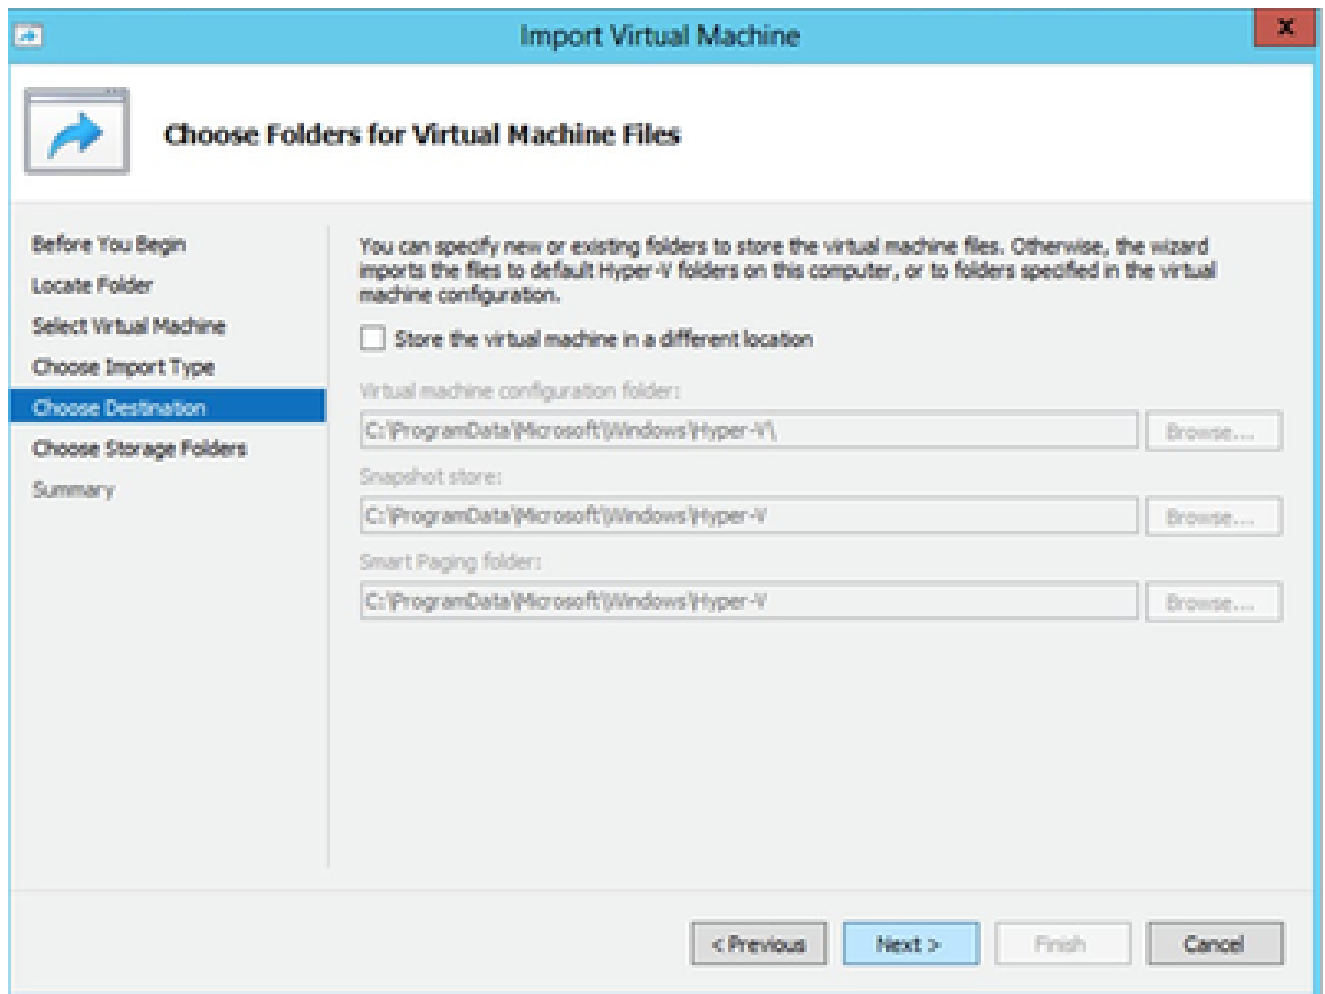 Import Virtual Machine
x
Choose Folders for Virtual Machine Files
Before You Begin
Locate Folder
Select Virtual Machine
Choose Import Type
Choose Destination
Choose Storage Folders
Summary
You can specify new or existing folders to store the virtual machine files. Otherwise, the wizard
imports the files to default Hyper-V folders on this computer, or to folders specified in the virtual
machine configuration.
Store the virtual machine in a different location
Virtual machine configuration folder:
C:\ProgramData\Microsoft\Windows\Hyper-V\
Browse...
Snapshot store:
C:\ProgramData\Microsoft\Windows\Hyper-V
Browse...
Smart Paging folder:
C:\ProgramData\Microsoft\Windows\Hyper-V
Browse...
< Previous
Next >
Finish
Cancel